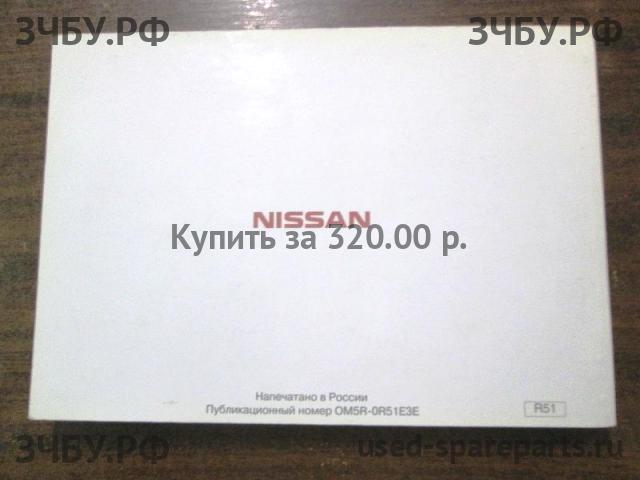 ЗЧБУ.РФ ЗЧБУ.РФ
NISSAN
Купить за 320.00 р.
Напечатано в России
Публикационный номер OM5R-0R51E3E
R51
ЗЧБУ.РФ used-spareparts.ru